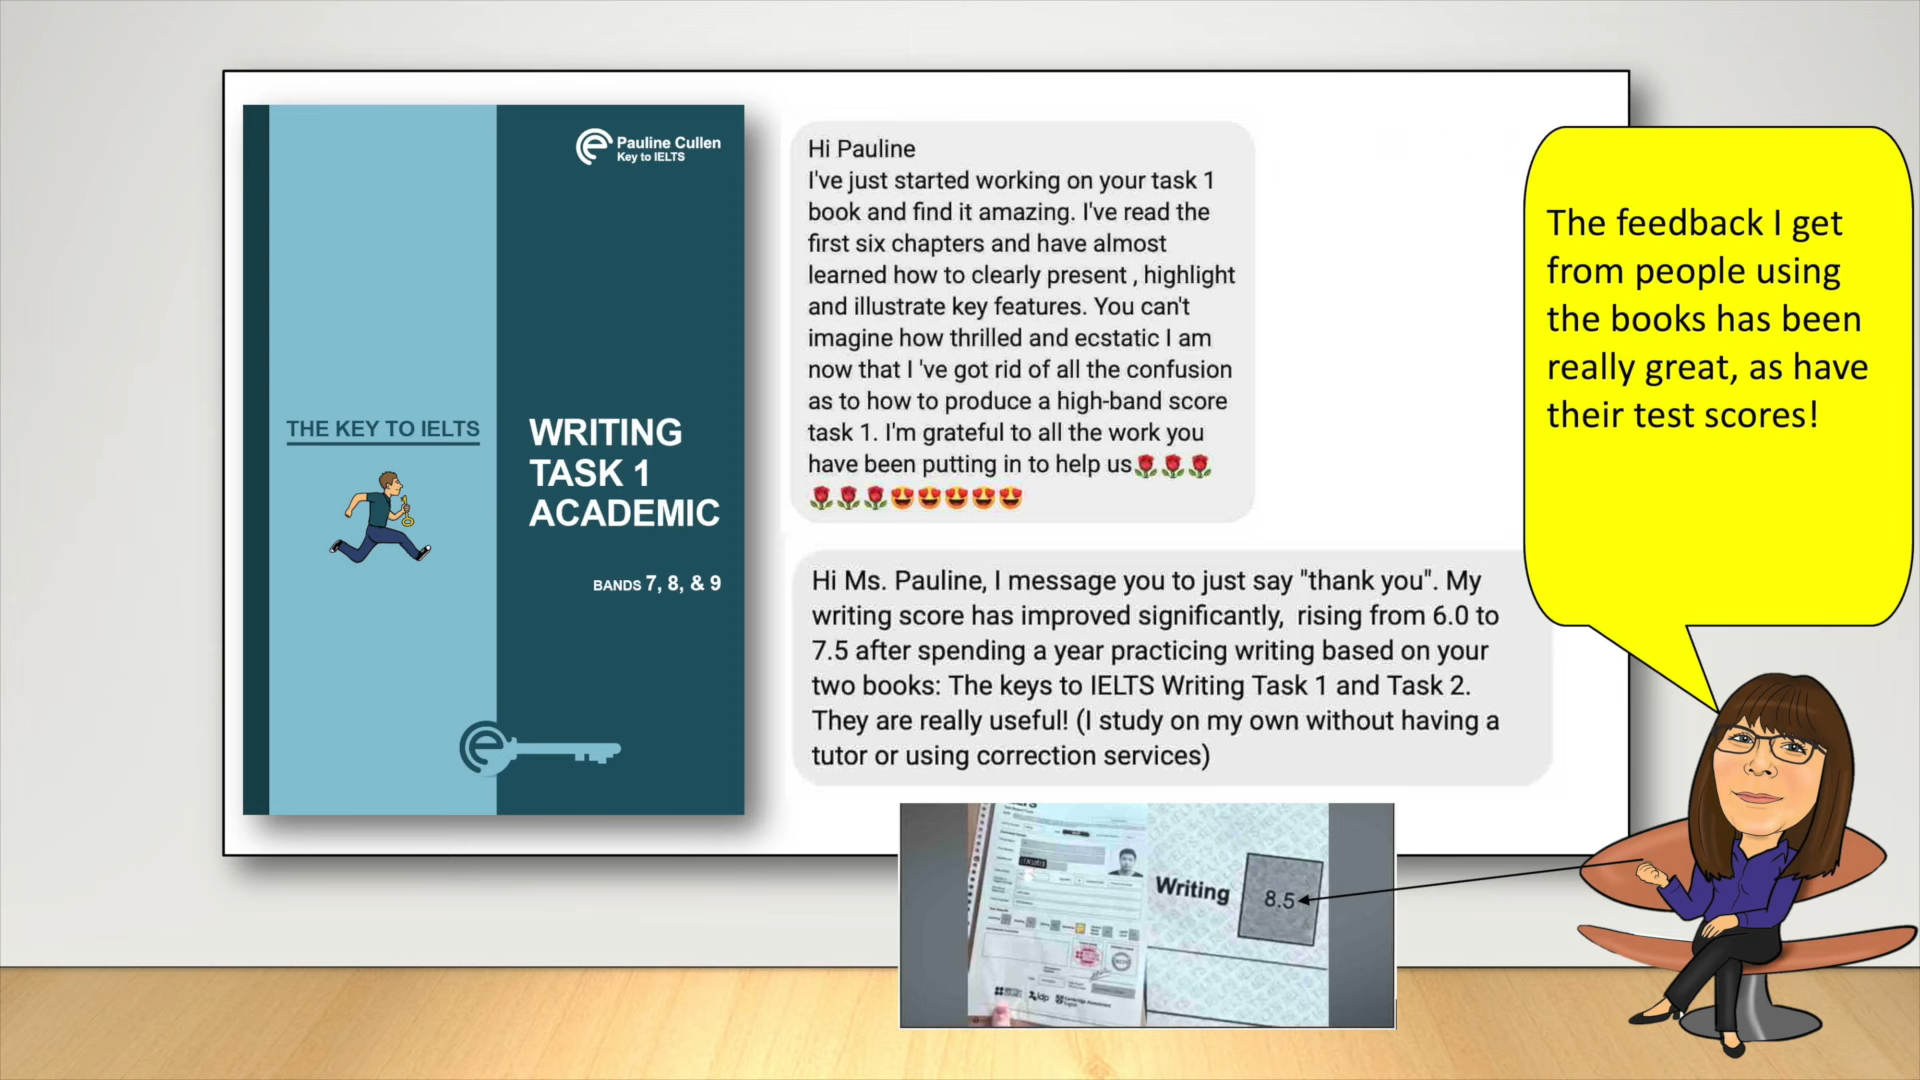 Pauline Cullen
Key to IELTS
THE KEY TO IELTS
WRITING
TASK 1
ACADEMIC
BANDS 7, 8, & 9
Hi Pauline
I've just started working on your task 1
book and find it amazing. I've read the
first six chapters and have almost
learned how to clearly present , highlight
and illustrate key features. You can't
imagine how thrilled and ecstatic I am
now that I 've got rid of all the confusion
as to how to produce a high-band score
task 1. I'm grateful to all the work you
have been putting in to help us🌹🌹🌹
🌹🌹🌹😍😍😍😍😍
Hi Ms. Pauline, I message you to just say "thank you". My
writing score has improved significantly,  rising from 6.0 to
7.5 after spending a year practicing writing based on your
two books: The keys to IELTS Writing Task 1 and Task 2.
They are really useful! (I study on my own without having a
tutor or using correction services)
The feedback I get
from people using
the books has been
really great, as have
their test scores!
Writing
8.5
idp